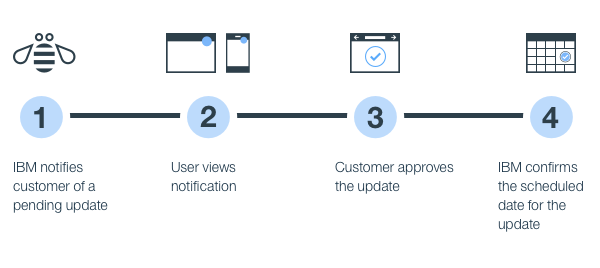 1
IBM notifies
customer of a
pending update
2
User views
notification
3
Customer approves
the update
4
IBM confirms
the scheduled
date for the
update